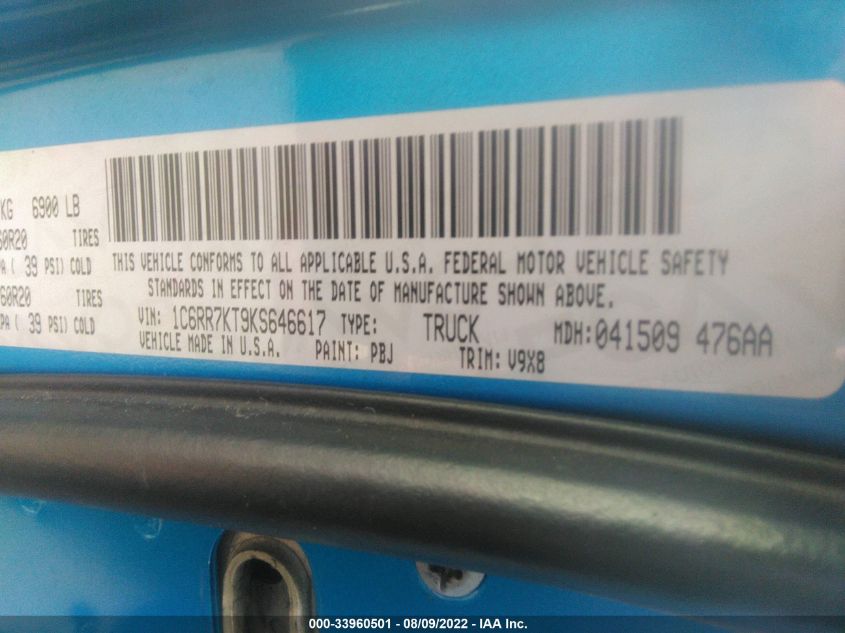 KG 6900 LB
60R20 TIRES
PA ( 39 PSI) COLD
60R20 TIRES
PA ( 39 PSI) COLD
THIS VEHICLE CONFORMS TO ALL APPLICABLE U.S.A. FEDERAL MOTOR VEHICLE SAFETY
STANDARDS IN EFFECT ON THE DATE OF MANUFACTURE SHOWN ABOVE.
VIN: 1C6RR7KT9KS646617 TYPE: TRUCK MDH:041509 476AA
VEHICLE MADE IN U.S.A. PAINT: PBJ TRIM: V9X8
000-33960501 - 08/09/2022 - IAA Inc.